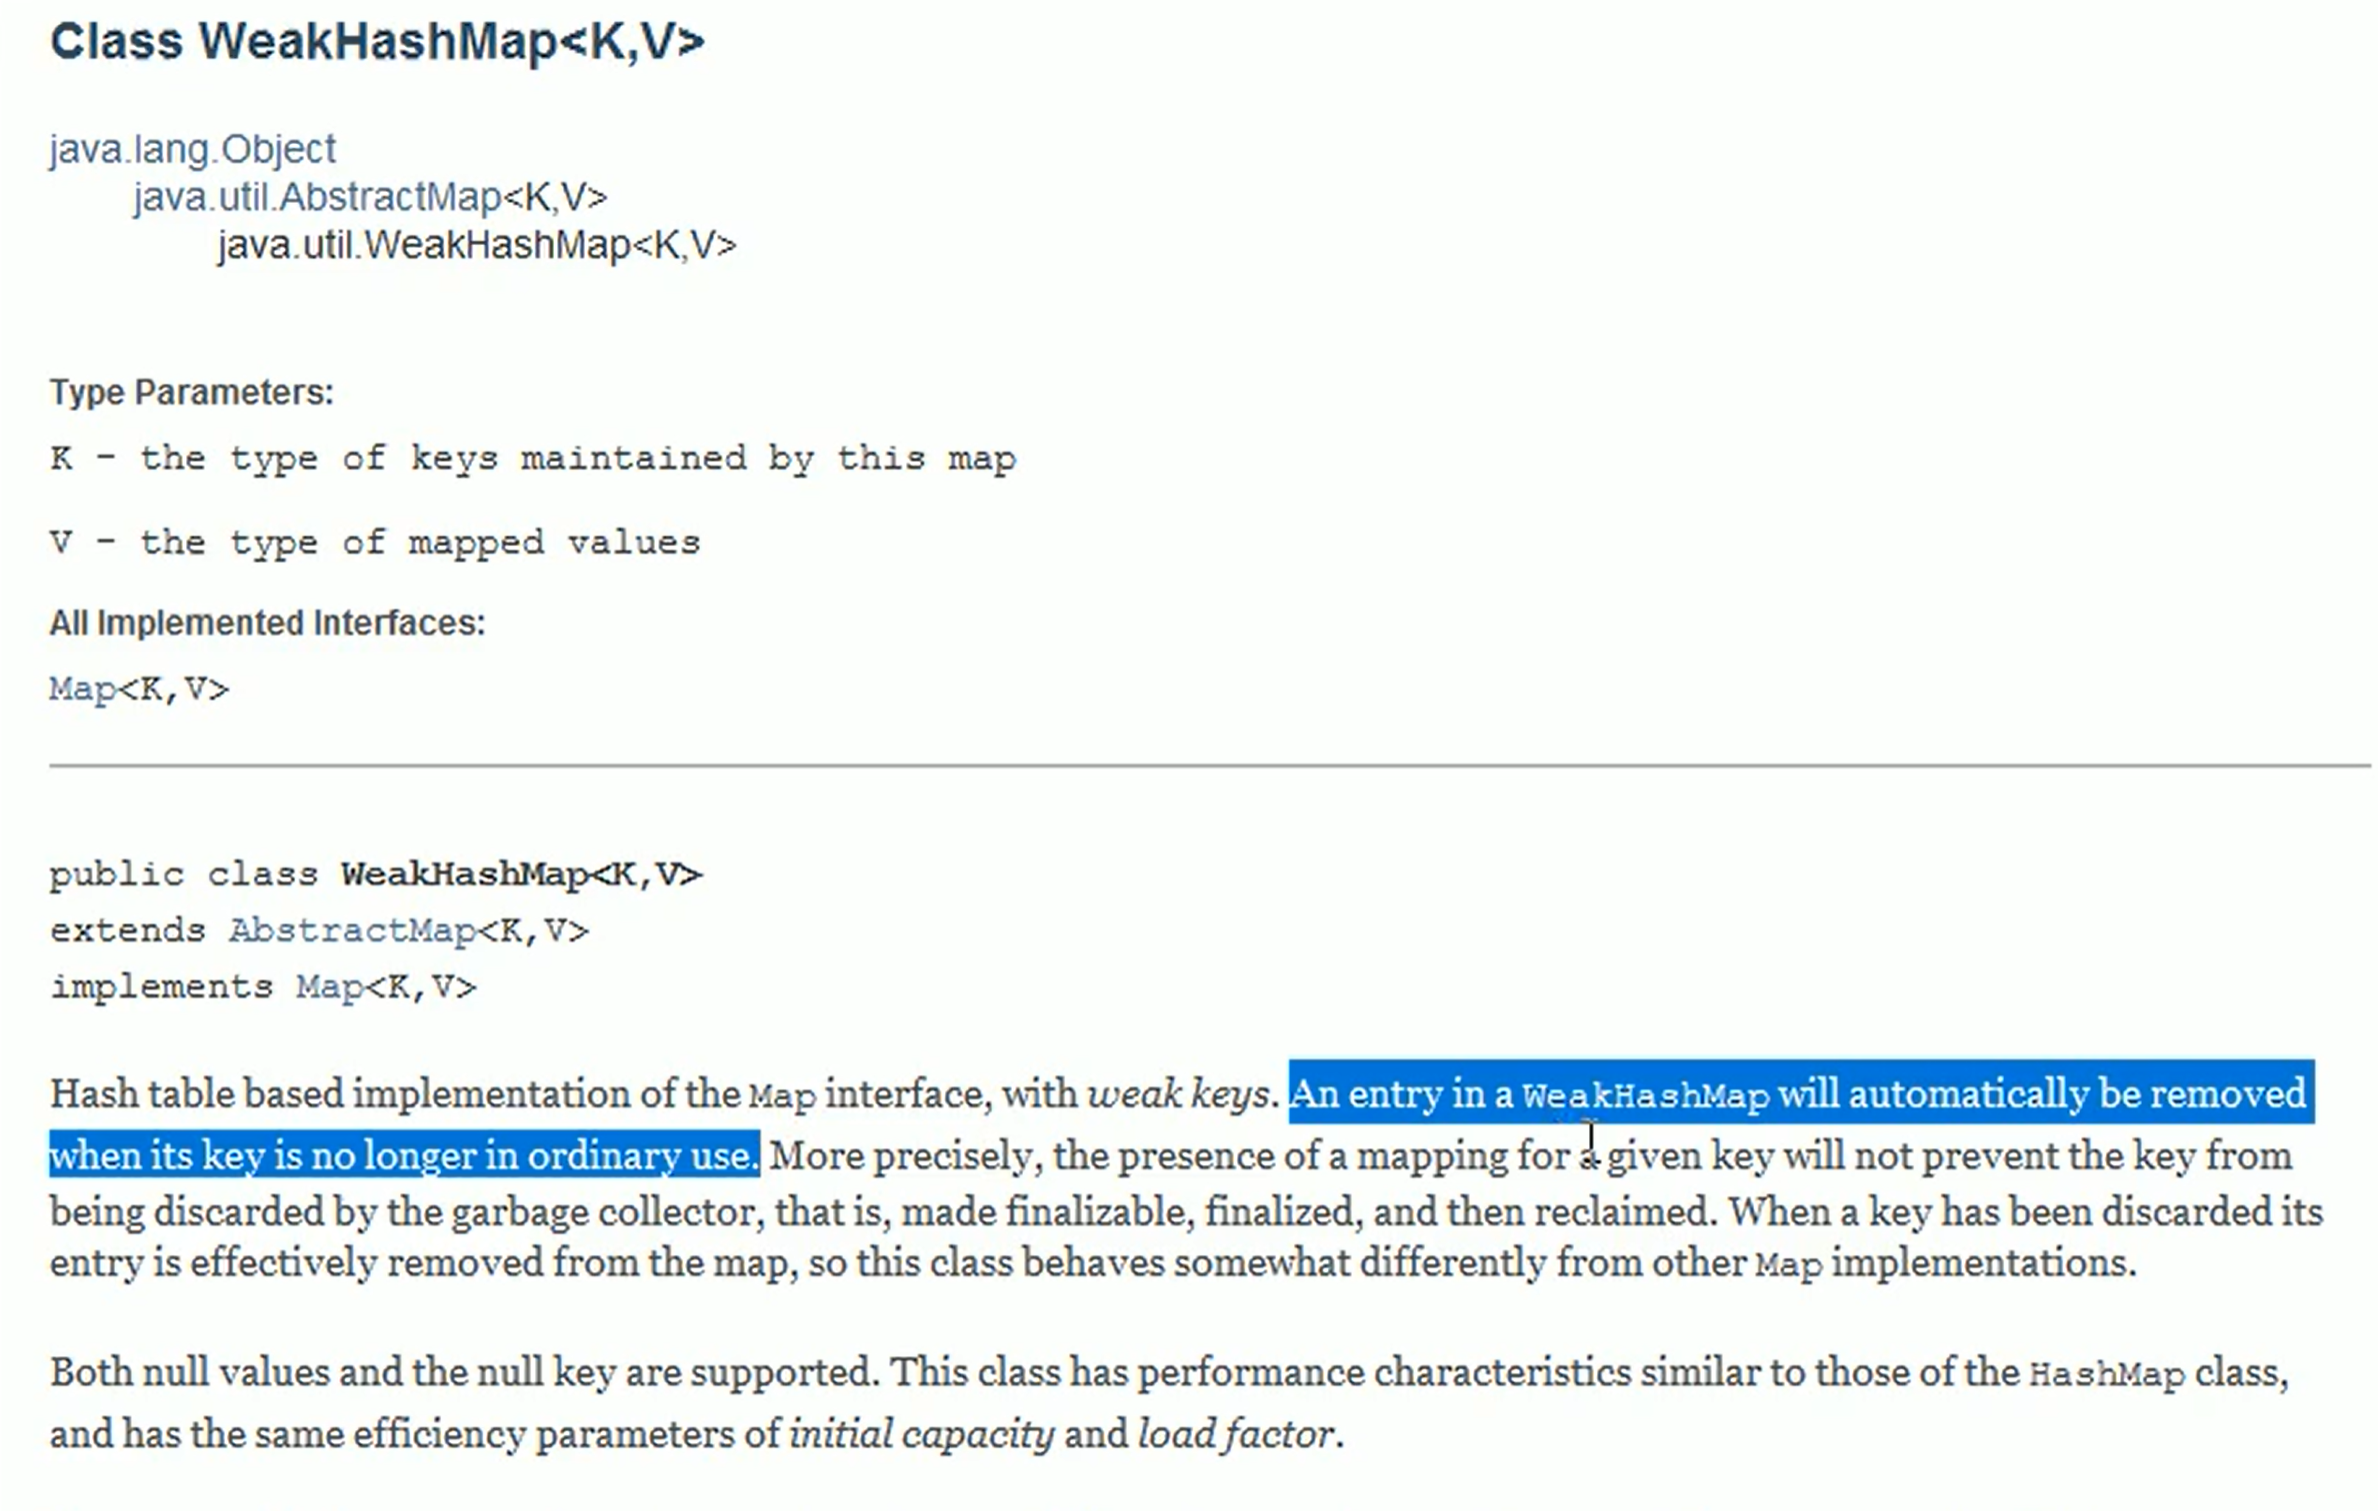 Class WeakHashMap<K,V>
java.lang.Object
java.util.AbstractMap<K,V>
java.util.WeakHashMap<K,V>
Type Parameters:
K - the type of keys maintained by this map
V - the type of mapped values
All Implemented Interfaces:
Map<K,V>
public class WeakHashMap<K,V>
extends AbstractMap<K,V>
implements Map<K,V>
Hash table based implementation of the Map interface, with weak keys. An entry in a WeakHashMap will automatically be removed
when its key is no longer in ordinary use. More precisely, the presence of a mapping for a given key will not prevent the key from
being discarded by the garbage collector, that is, made finalizable, finalized, and then reclaimed. When a key has been discarded its
entry is effectively removed from the map, so this class behaves somewhat differently from other Map implementations.
Both null values and the null key are supported. This class has performance characteristics similar to those of the HashMap class,
and has the same efficiency parameters of initial capacity and load factor.